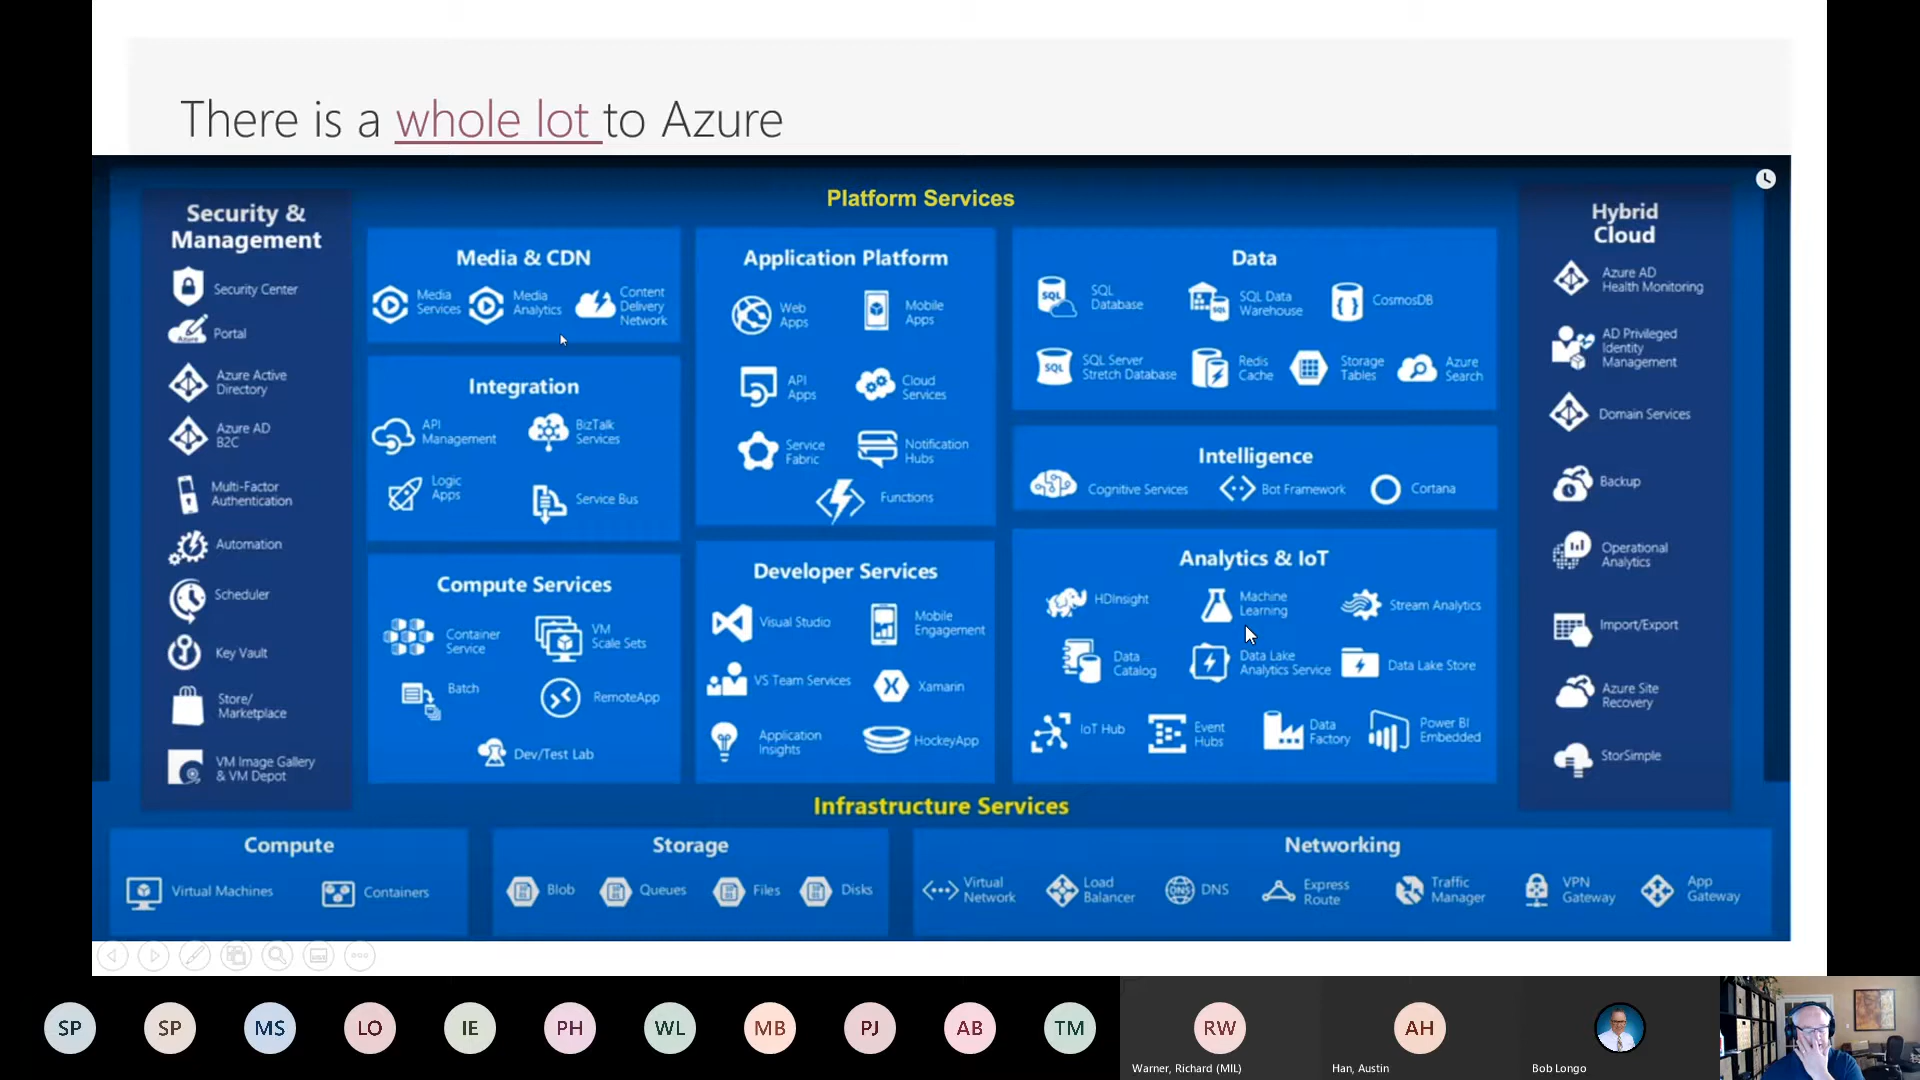 There is a whole lot to Azure
Platform Services
Security &
Management
Security Center
Portal
Azure Active
Directory
Azure AD
B2C
Multi-Factor
Authentication
Automation
Scheduler
Key Vault
Store/
Marketplace
VM Image Gallery
& VM Depot
Media & CDN
Media
Services
Media
Analytics
Content
Delivery
Network
Integration
API
Management
BizTalk
Services
Logic
Apps
Service Bus
Compute Services
Container
Service
VM
Scale Sets
Batch
RemoteApp
Dev/Test Lab
Application Platform
Web
Apps
Mobile
Apps
API
Apps
Cloud
Services
Service
Fabric
Notification
Hubs
Functions
Developer Services
Visual Studio
Mobile
Engagement
VS Team Services
Xamarin
Application
Insights
HockeyApp
Data
SQL
SQL
Database
SQL
SQL Data
Warehouse
CosmosDB
SQL
SQL Server
Stretch Database
Redis
Cache
Storage
Tables
Azure
Search
Intelligence
Cognitive Services
Bot Framework
Cortana
Analytics & IoT
HDInsight
Machine
Learning
Stream Analytics
Data
Catalog
Data Lake
Analytics Service
Data Lake Store
IoT Hub
Event
Hubs
Data
Factory
Power BI
Embedded
Hybrid
Cloud
Azure AD
Health Monitoring
AD Privileged
Identity
Management
Domain Services
Backup
Operational
Analytics
Import/Export
Azure Site
Recovery
StorSimple
Infrastructure Services
Compute
Virtual Machines
Containers
Storage
Blob
Queues
Files
Disks
Networking
Virtual
Network
Load
Balancer
DNS
DNS
Express
Route
Traffic
Manager
VPN
Gateway
App
Gateway
SP
SP
MS
LO
IE
PH
WL
MB
PJ
AB
TM
RW
Warner, Richard (MIL)
AH
Han, Austin
Bob Longo